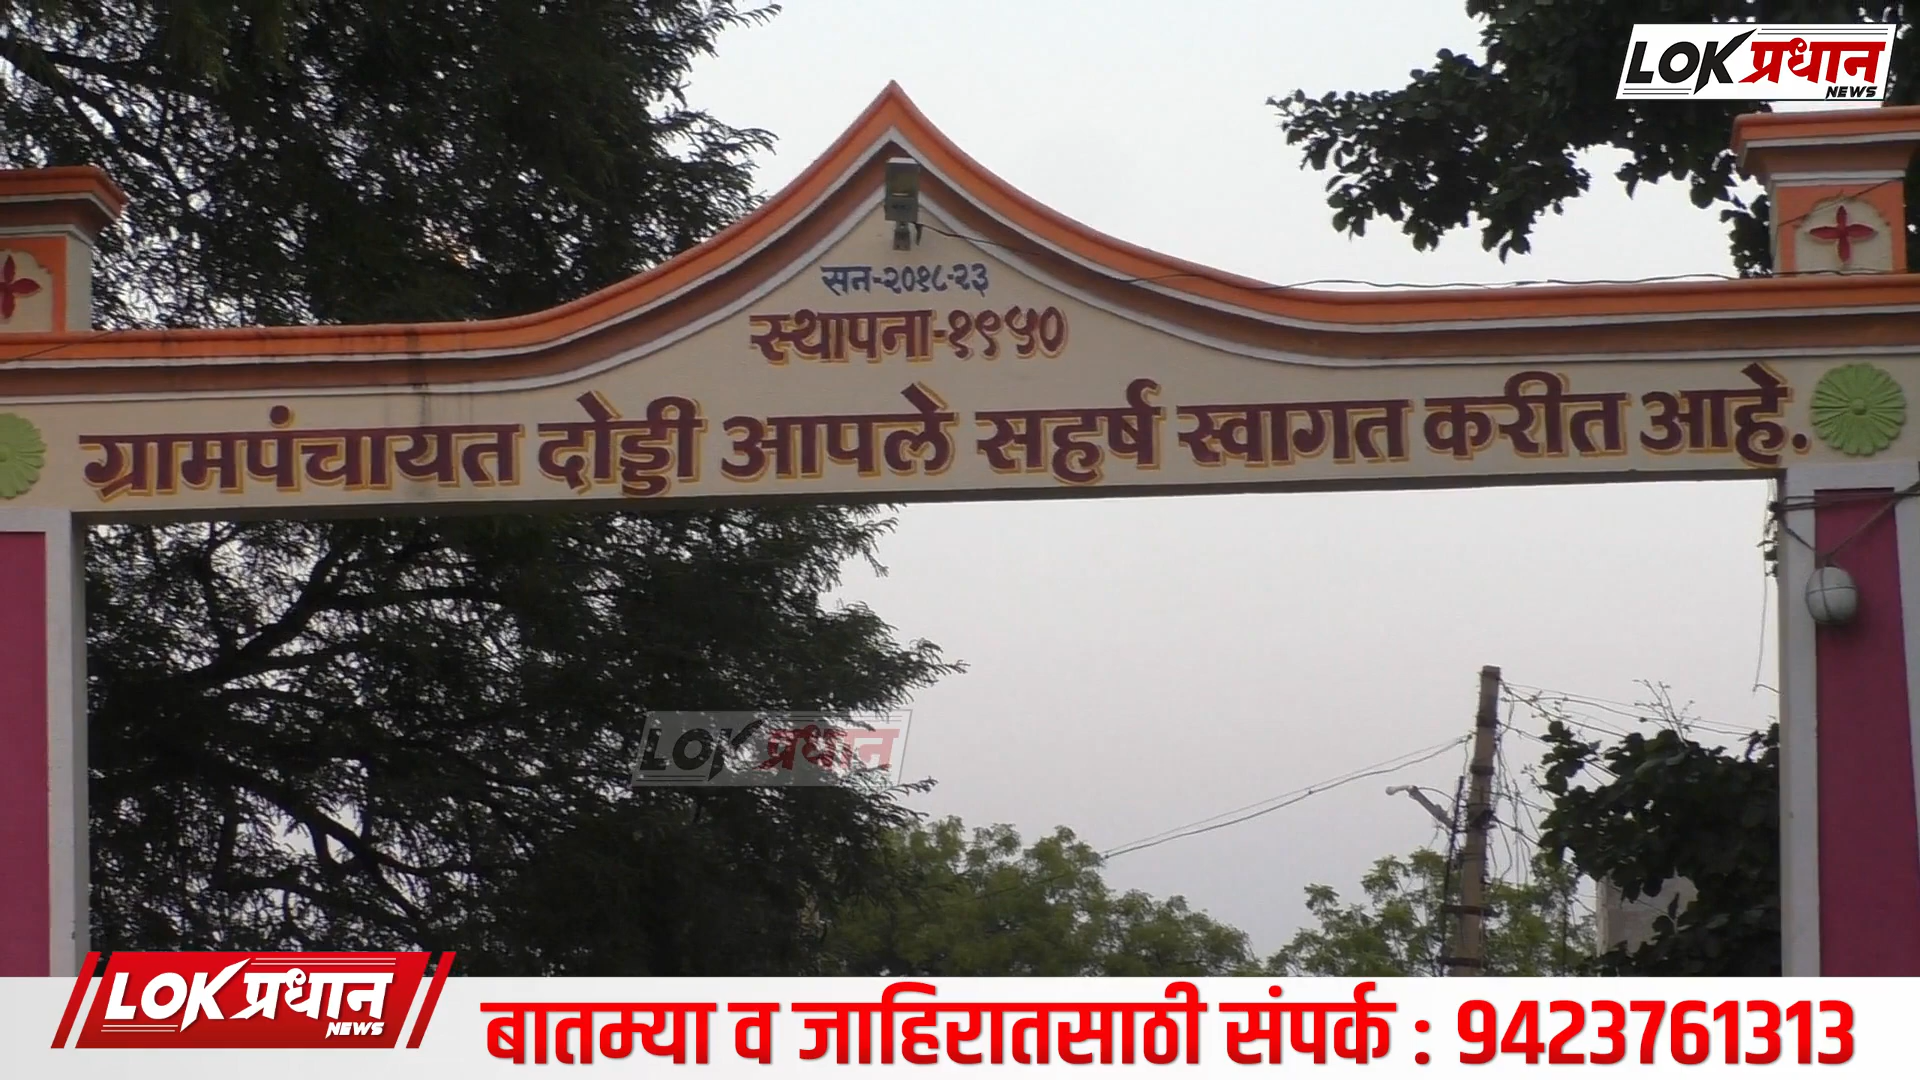 LOK प्रधान
NEWS
सन-२०१८-२३
स्थापना-१९५०
ग्रामपंचायत दोड्डी आपले सहर्ष स्वागत करीत आहे.
LOK प्रधान
LOK प्रधान
NEWS
बातम्या व जाहिरातसाठी संपर्क : 9423761313